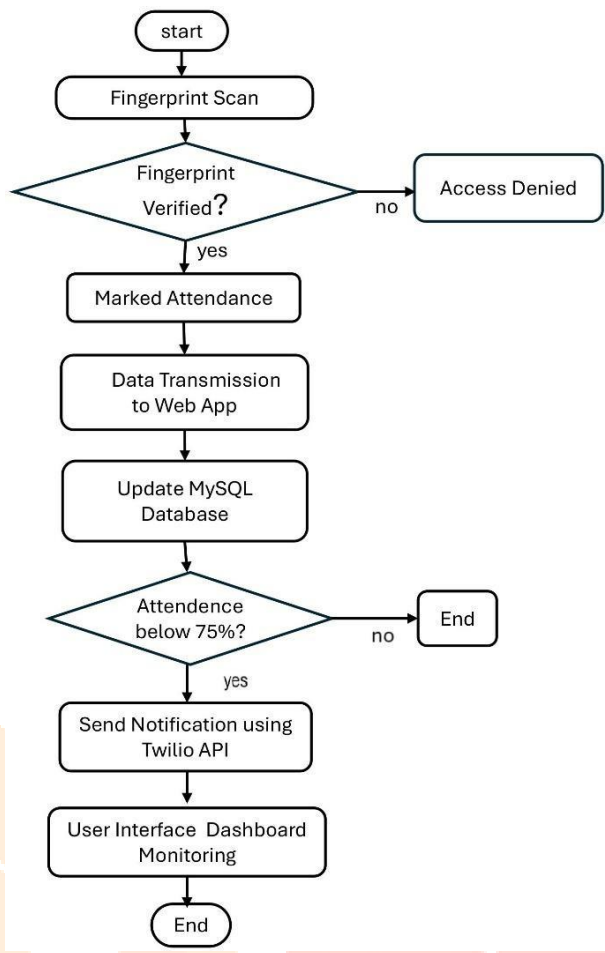 start
Fingerprint Scan
Fingerprint
Verified?
no
Access Denied
yes
Marked Attendance
Data Transmission
to Web App
Update MySQL
Database
Attendence
below 75%?
no
End
yes
Send Notification using
Twilio API
User Interface Dashboard
Monitoring
End